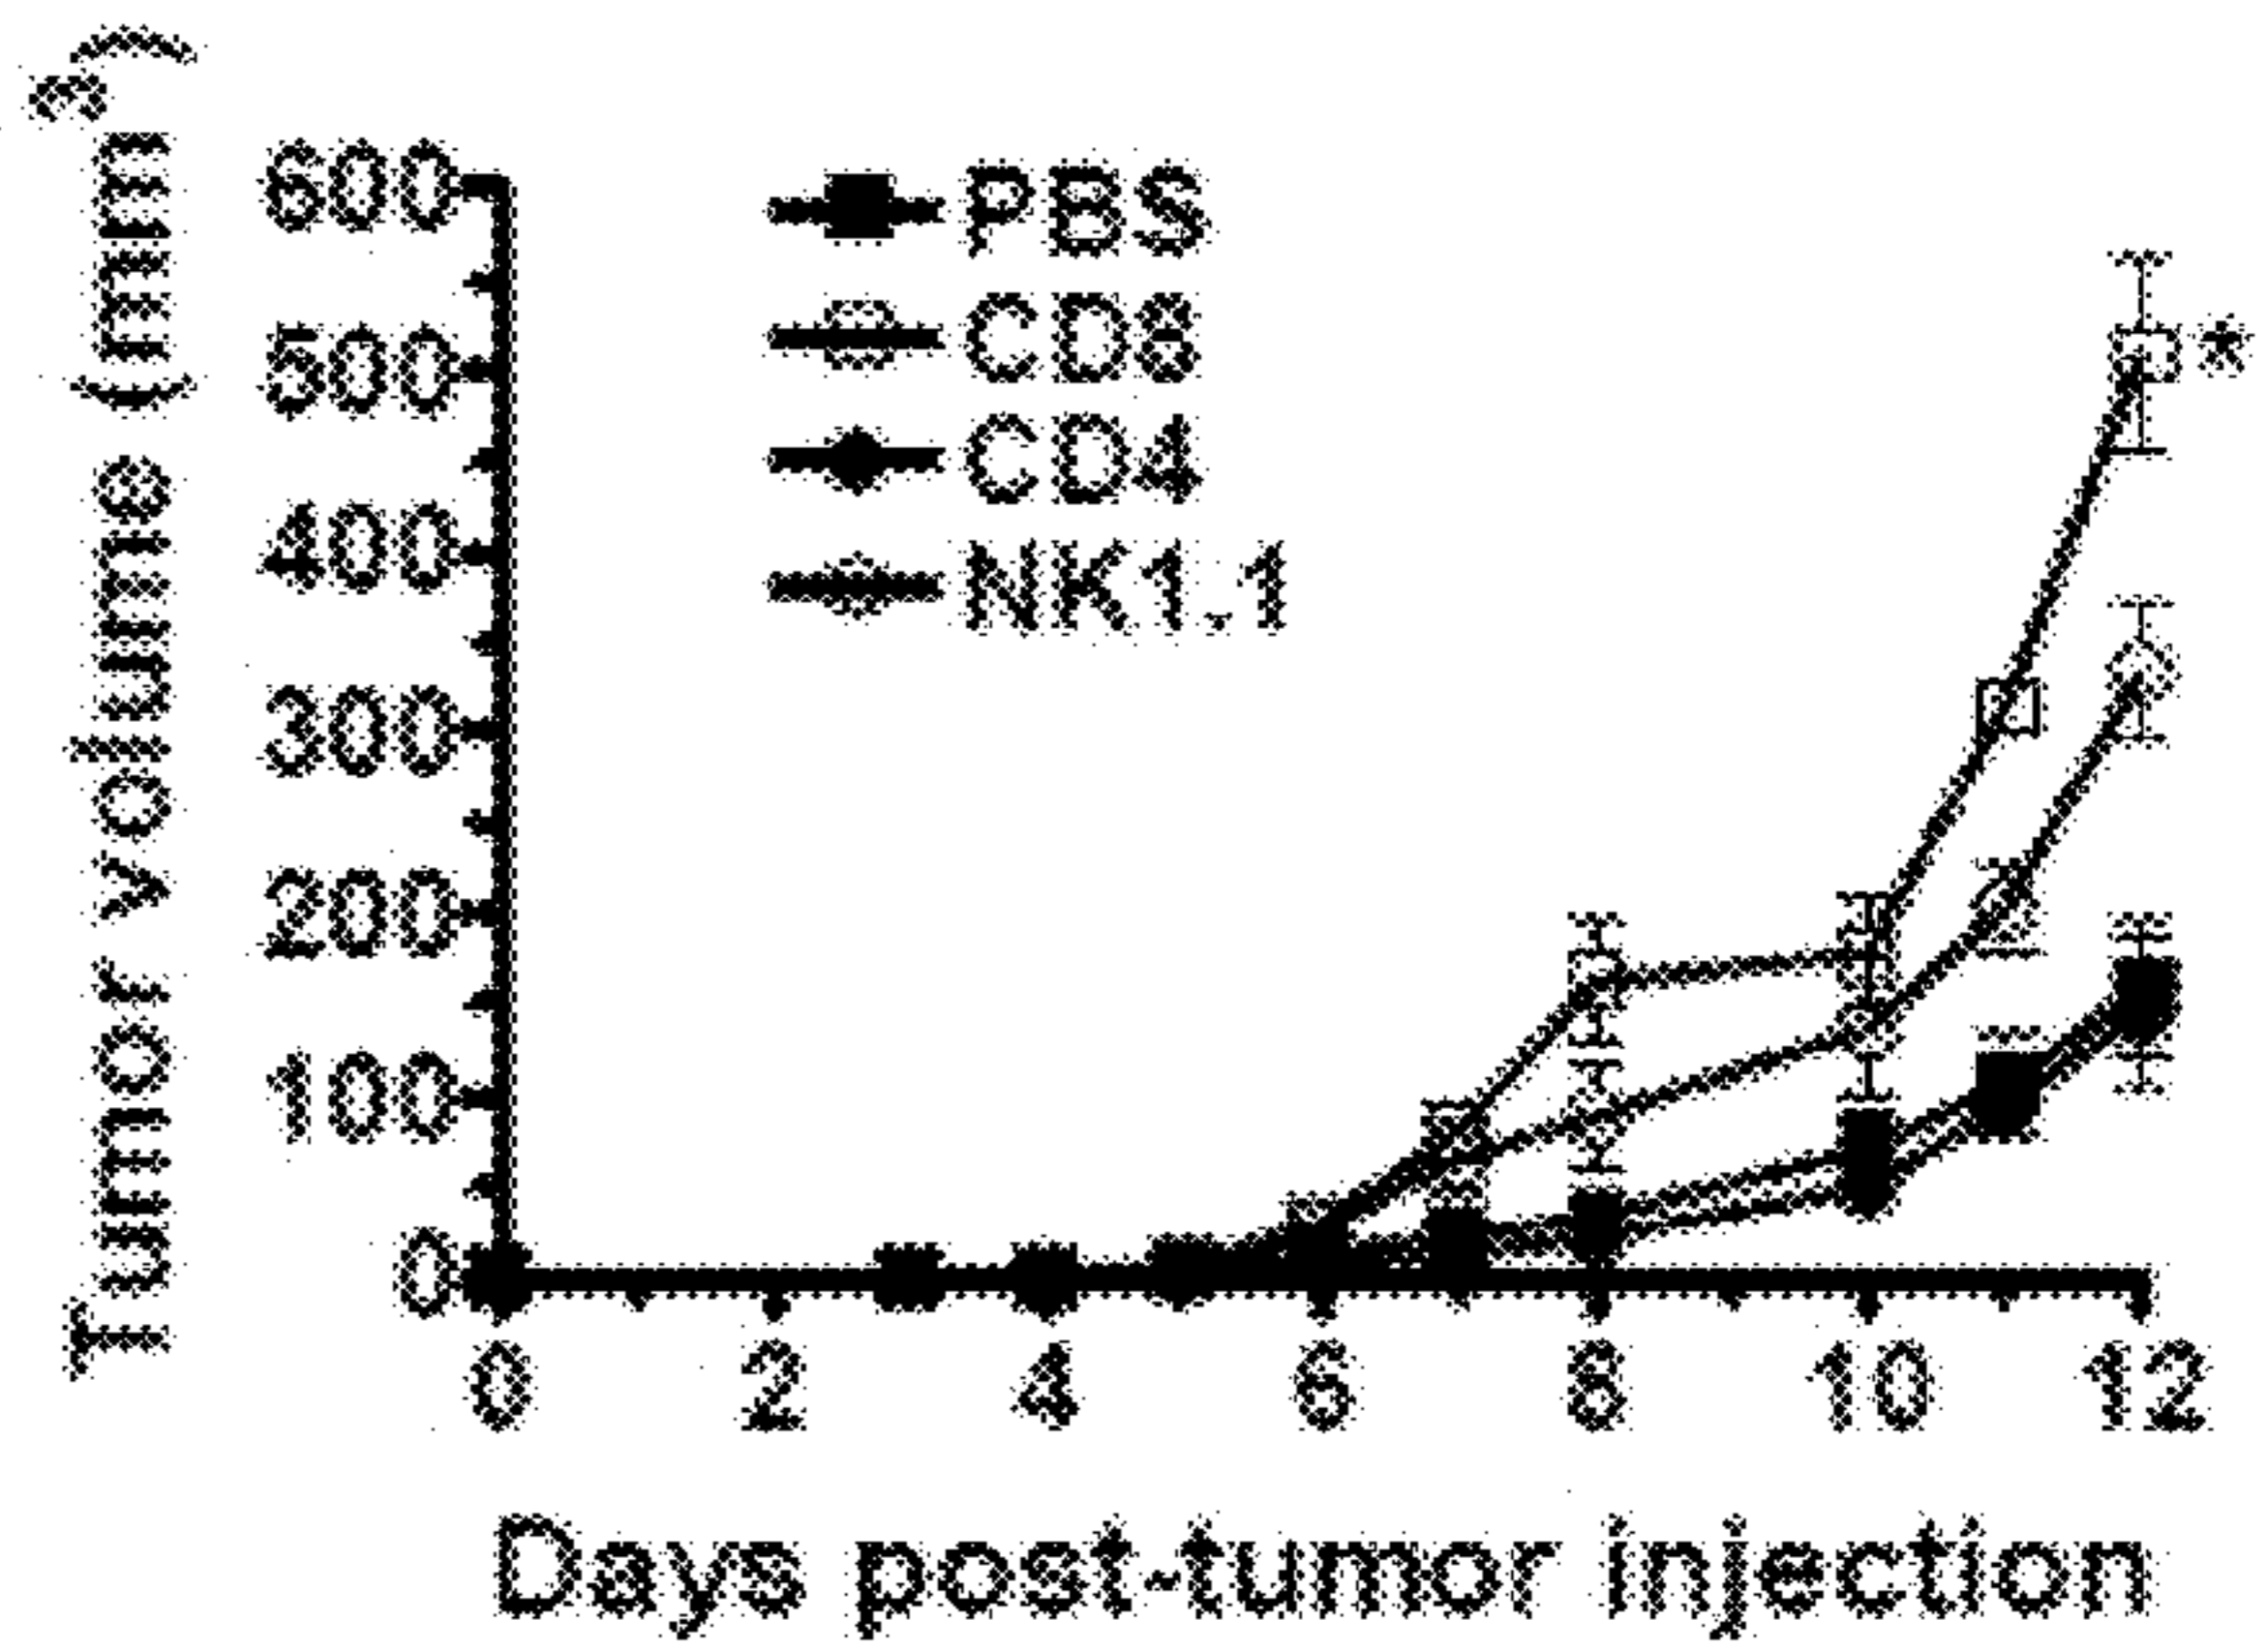 Tumor volume (mm³)
600
500
400
300
200
100
0
PBS
CD8
CD4
NK1.1
*
0 2 4 6 8 10 12
Days post-tumor injection